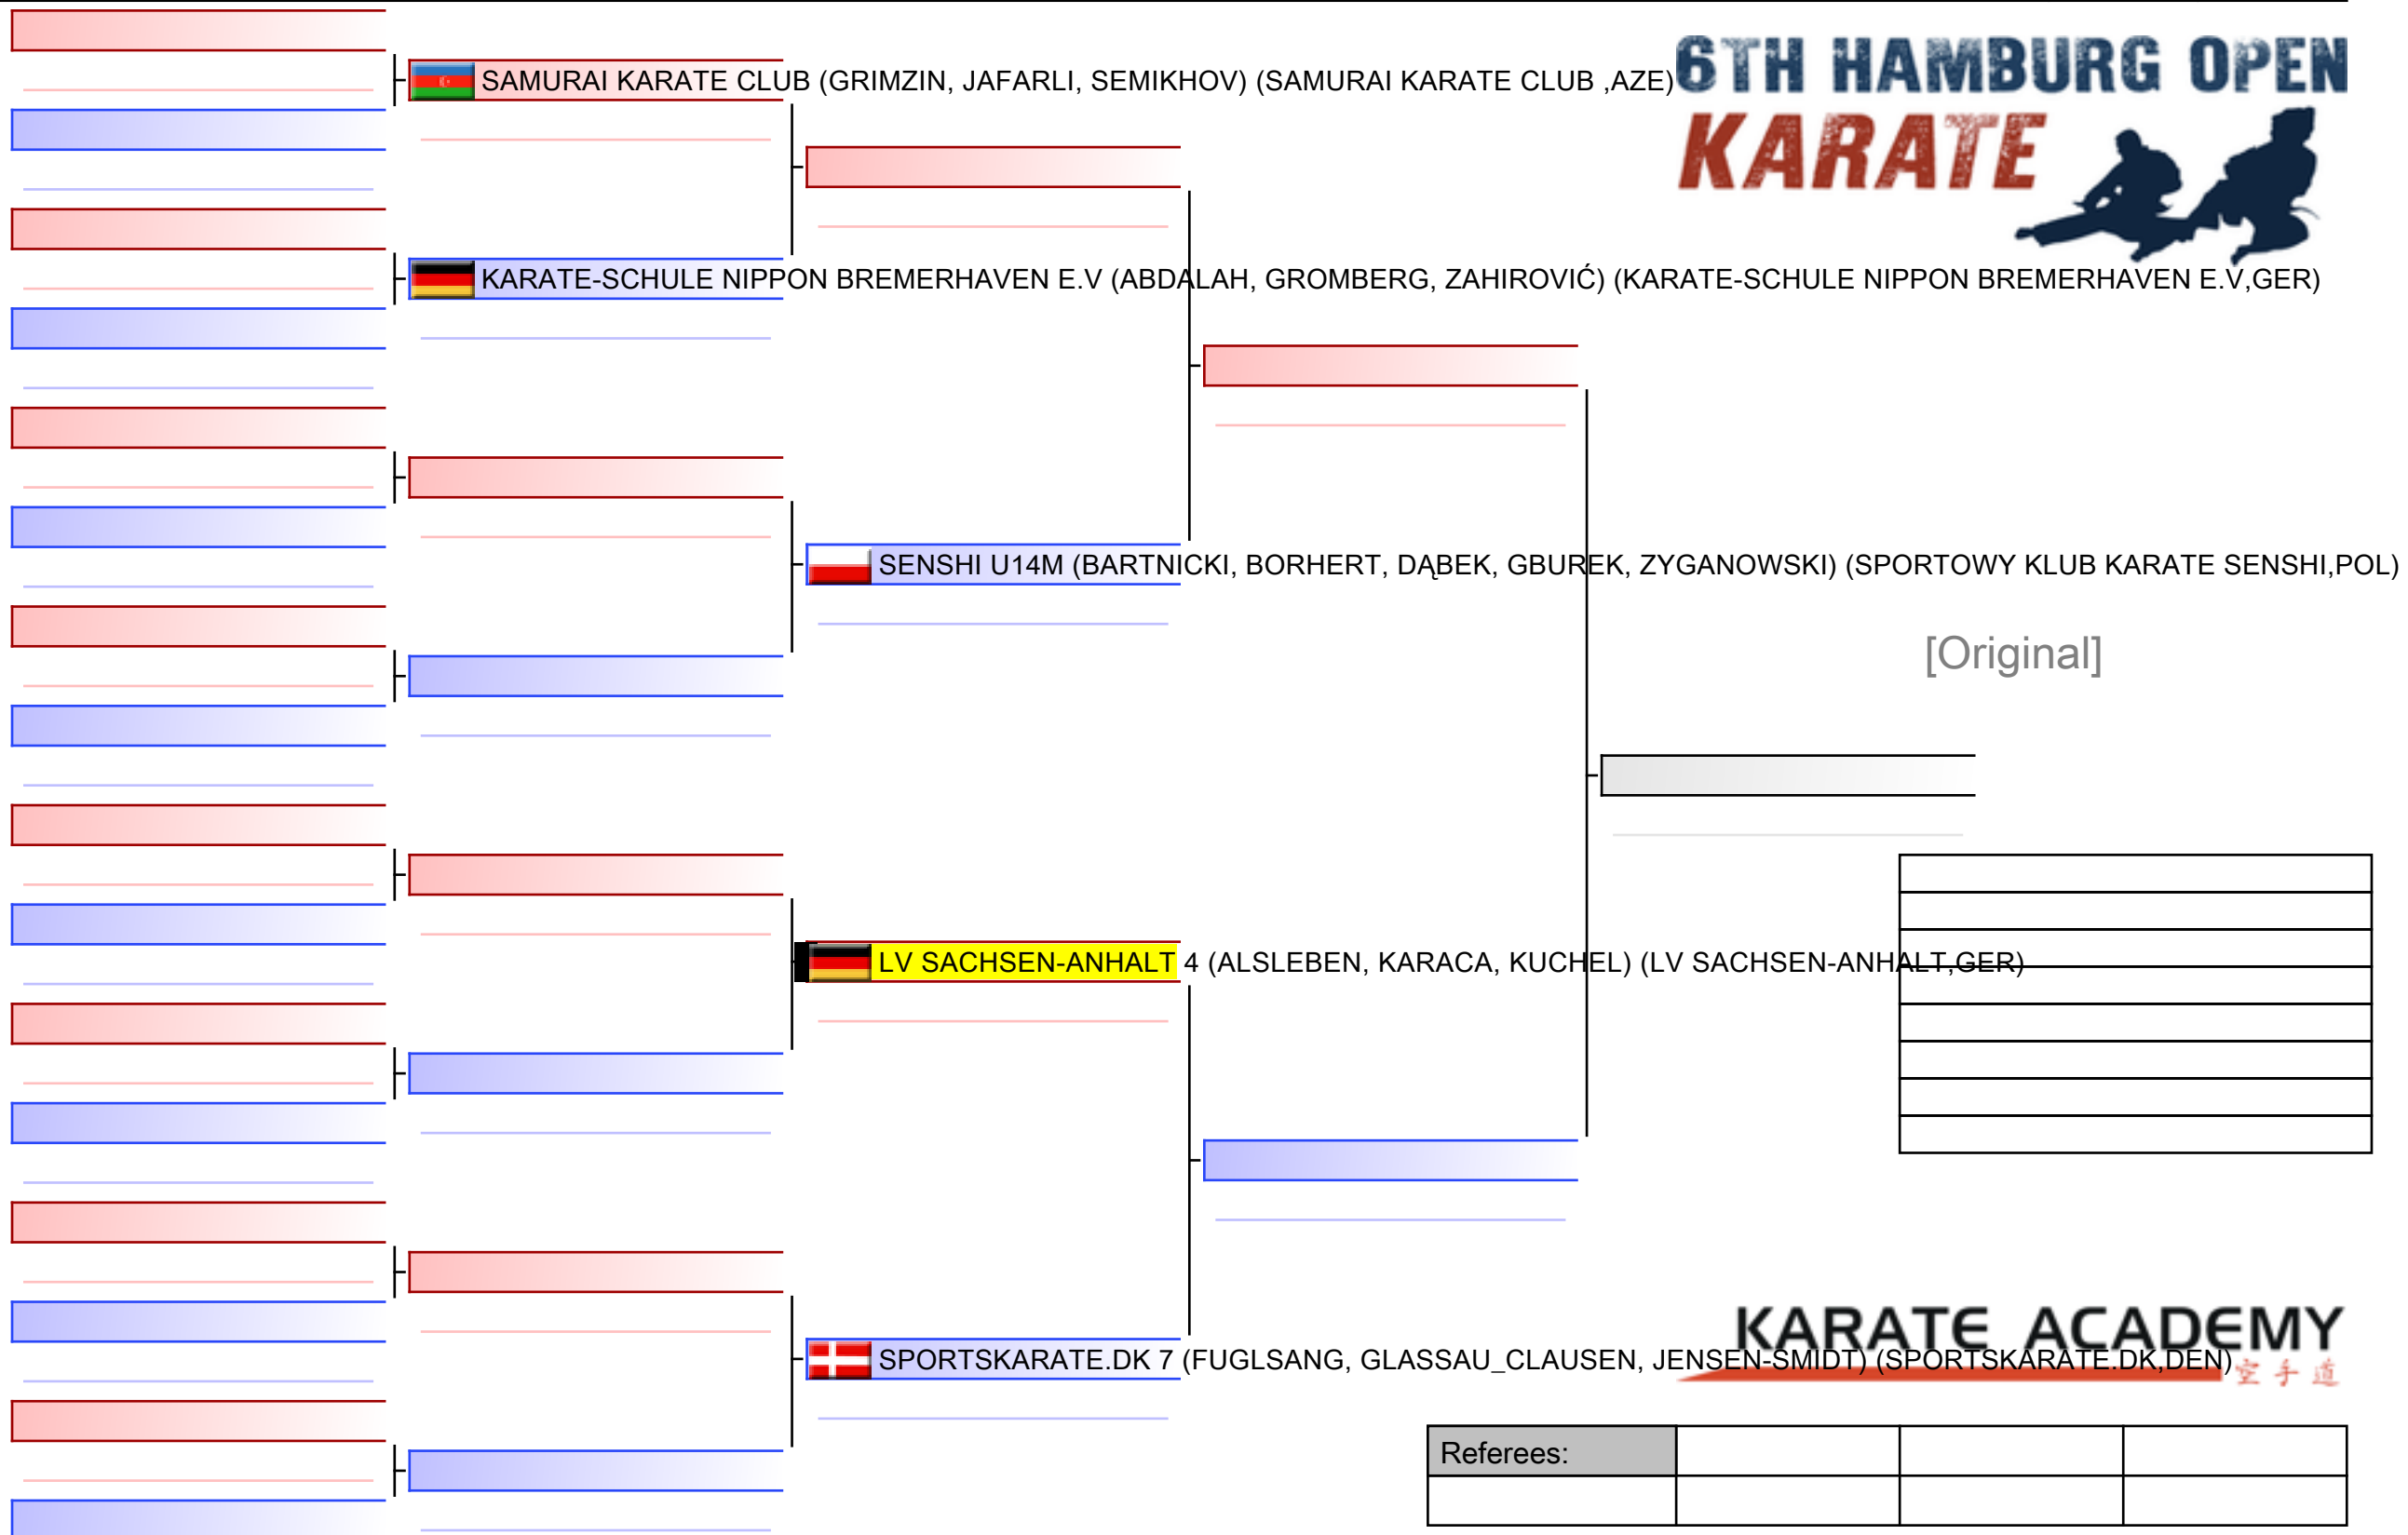 6TH HAMBURG OPEN
KARATE
SAMURAI KARATE CLUB (GRIMZIN, JAFARLI, SEMIKHOV) (SAMURAI KARATE CLUB ,AZE)
KARATE-SCHULE NIPPON BREMERHAVEN E.V (ABDALAH, GROMBERG, ZAHIROVIĆ) (KARATE-SCHULE NIPPON BREMERHAVEN E.V,GER)
SENSHI U14M (BARTNICKI, BORHERT, DĄBEK, GBUREK, ZYGANOWSKI) (SPORTOWY KLUB KARATE SENSHI,POL)
[Original]
LV SACHSEN-ANHALT 4 (ALSLEBEN, KARACA, KUCHEL) (LV SACHSEN-ANHALT,GER)
KARATE ACADEMY
SPORTSKARATE.DK 7 (FUGLSANG, GLASSAU_CLAUSEN, JENSEN-SMIDT) (SPORTSKARATE.DK,DEN)
空手道
Referees: